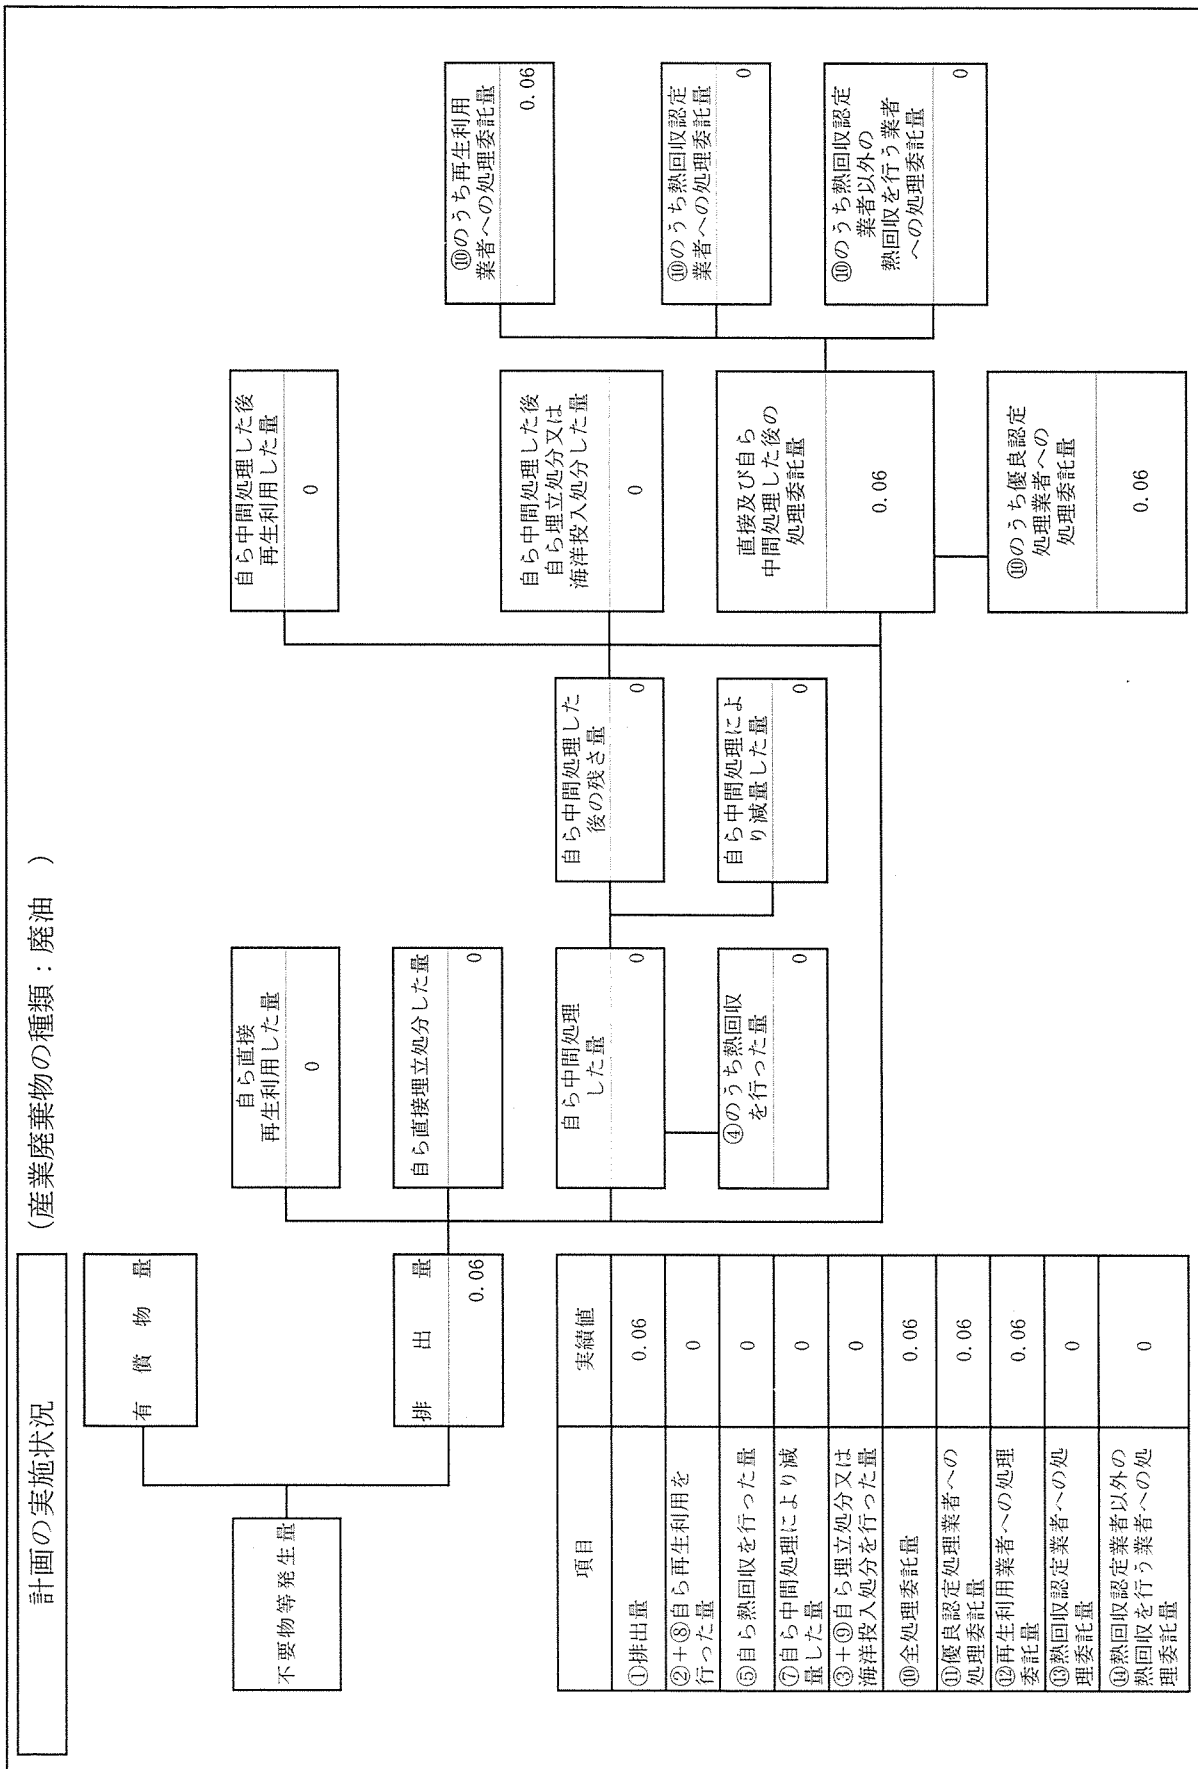 計画の実施状況
（産業廃棄物の種類：廃油　）
不要物等発生量
有償物量
排出量
0.06
自ら直接
再生利用した量
0
自ら直接埋立処分した量
0
自ら中間処理
した量
0
④のうち熱回収
を行った量
0
自ら中間処理した
後の残さ量
0
自ら中間処理によ
り減量した量
0
自ら中間処理した後
再生利用した量
0
自ら中間処理した後
自ら埋立処分又は
海洋投入処分した量
0
直接及び自ら
中間処理した後の
処理委託量
0.06
⑩のうち優良認定
処理業者への
処理委託量
0.06
⑩のうち再生利用
業者への処理委託量
0.06
⑩のうち熱回収認定
業者への処理委託量
0
⑩のうち熱回収認定
業者以外の
熱回収を行う業者
への処理委託量
0
項目 実績値
①排出量 0.06
②＋⑧自ら再生利用を
行った量 0
⑤自ら熱回収を行った量 0
⑦自ら中間処理により減
量した量 0
③＋⑨自ら埋立処分又は
海洋投入処分を行った量 0
⑩全処理委託量 0.06
⑪優良認定処理業者への
処理委託量 0.06
⑫再生利用業者への処理
委託量 0.06
⑬熱回収認定業者への処
理委託量 0
⑭熱回収認定業者以外の
熱回収を行う業者への処
理委託量 0